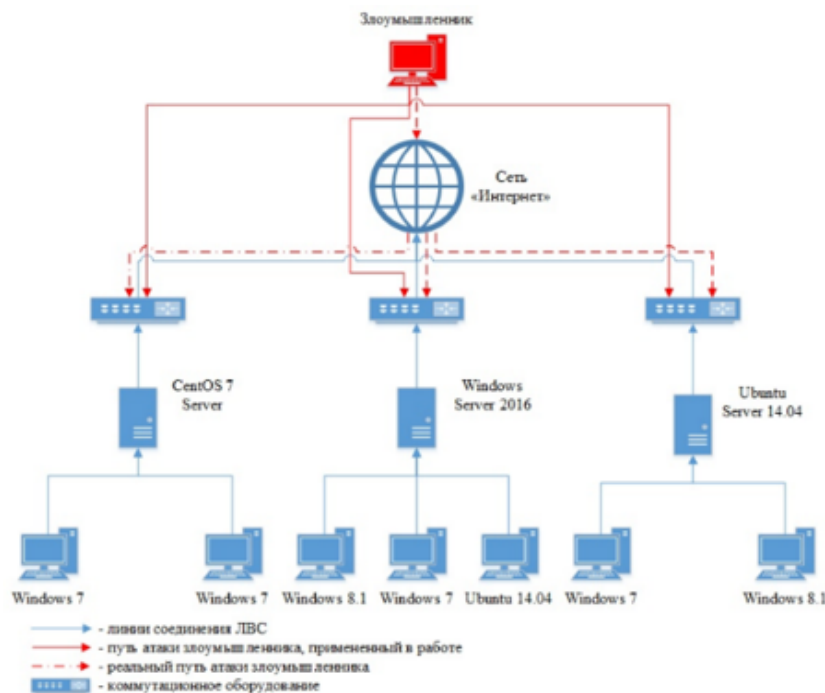 Злоумышленник
Сеть
«Интернет»
CentOS 7
Server
Windows
Server 2016
Ubuntu
Server 14.04
Windows 7
Windows 7
Windows 8.1
Windows 7
Ubuntu 14.04
Windows 7
Windows 8.1
- линии соединения ЛВС
- путь атаки злоумышленника, примененный в работе
- реальный путь атаки злоумышленника
- коммутационное оборудование